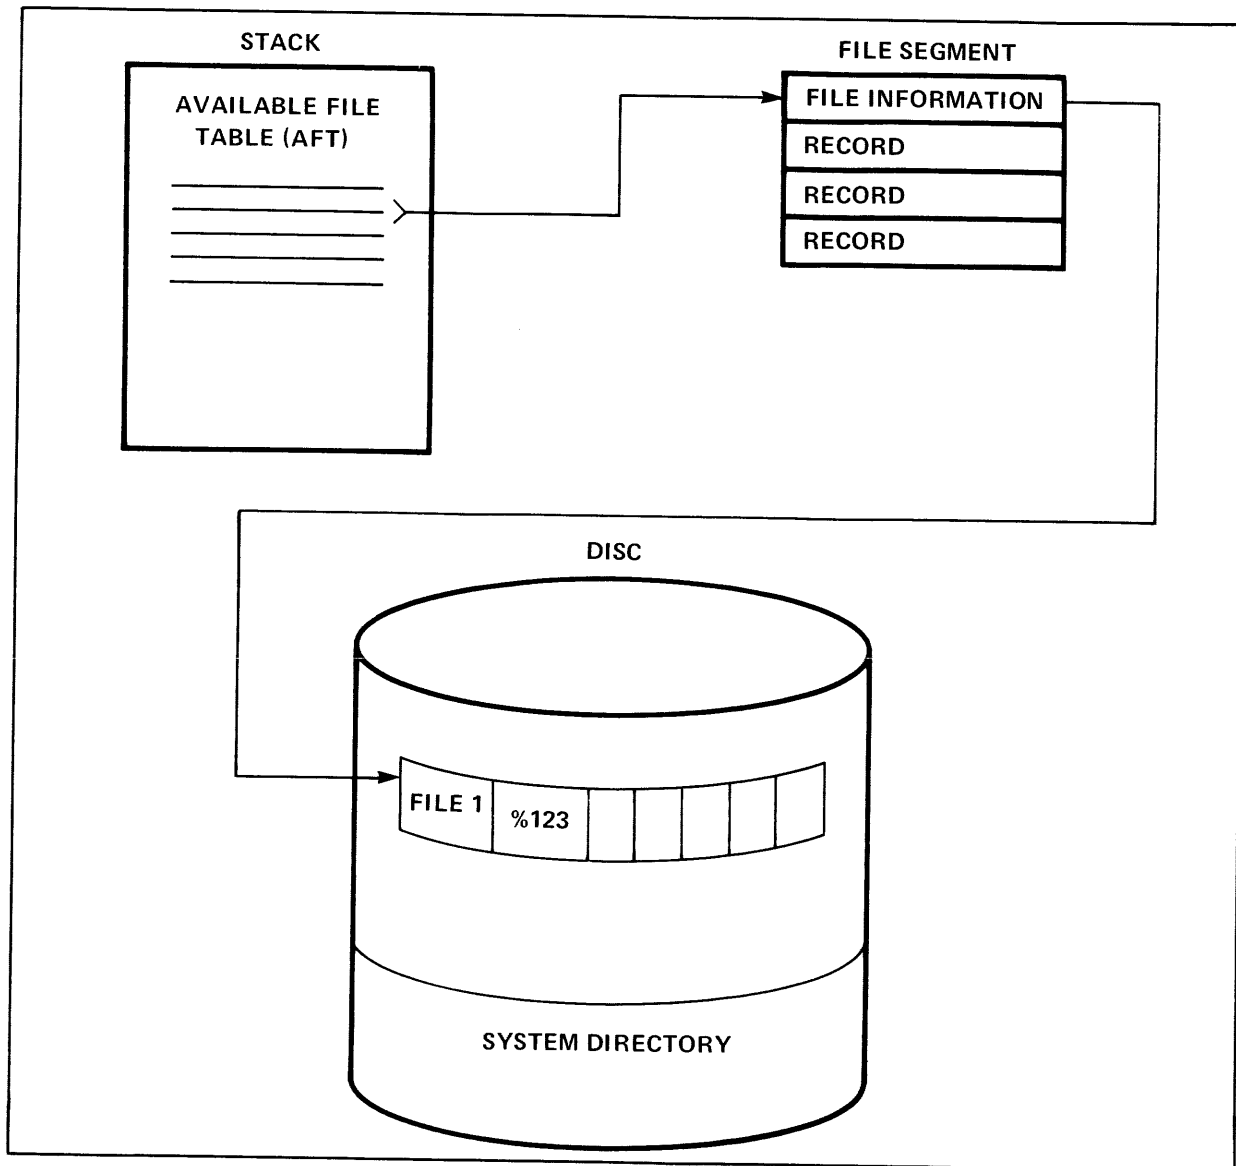 STACK
AVAILABLE FILE
TABLE (AFT)
FILE SEGMENT
FILE INFORMATION
RECORD
RECORD
RECORD
DISC
FILE 1
%123
SYSTEM DIRECTORY